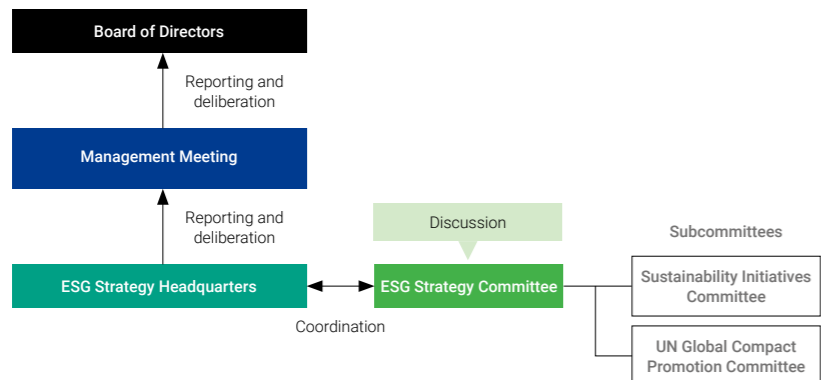 Board of Directors
Reporting and
deliberation
Management Meeting
Reporting and
deliberation
Discussion
Subcommittees
ESG Strategy Headquarters
ESG Strategy Committee
Coordination
Sustainability Initiatives
Committee
UN Global Compact
Promotion Committee